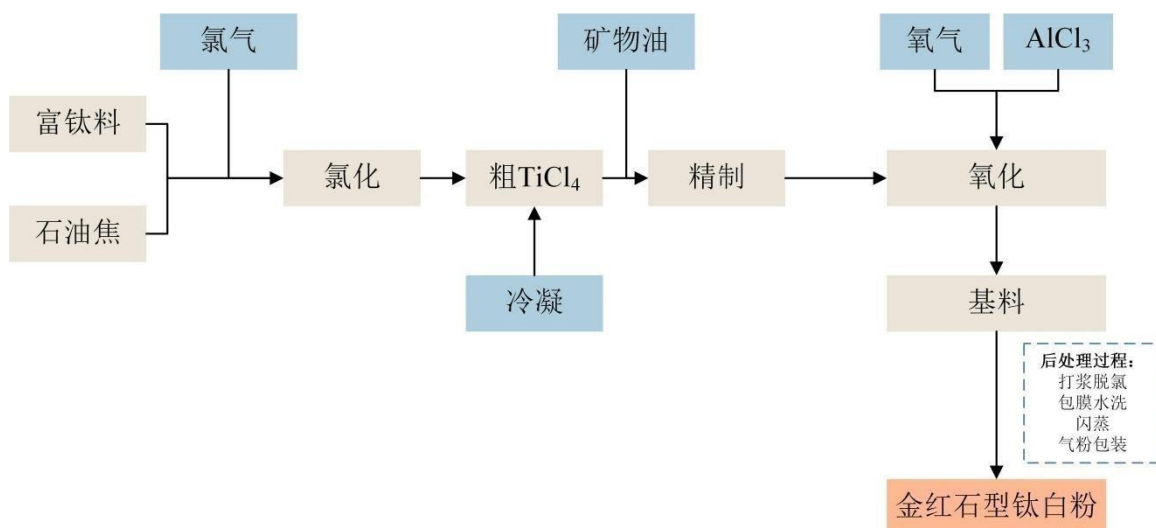 氯气
矿物油
氧气
AlCl₃
富钛料
石油焦
氯化
粗TiCl₄
精制
氧化
冷凝
基料
后处理过程：
打浆脱氯
包膜水洗
闪蒸
气粉包装
金红石型钛白粉